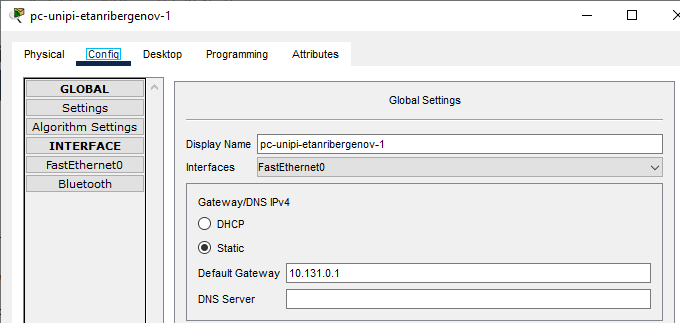 pc-unipi-etanribergenov-1
Physical Config Desktop Programming Attributes
GLOBAL
Settings
Algorithm Settings
INTERFACE
FastEthernet0
Bluetooth
Global Settings
Display Name pc-unipi-etanribergenov-1
Interfaces FastEthernet0
Gateway/DNS IPv4
DHCP
Static
Default Gateway 10.131.0.1
DNS Server